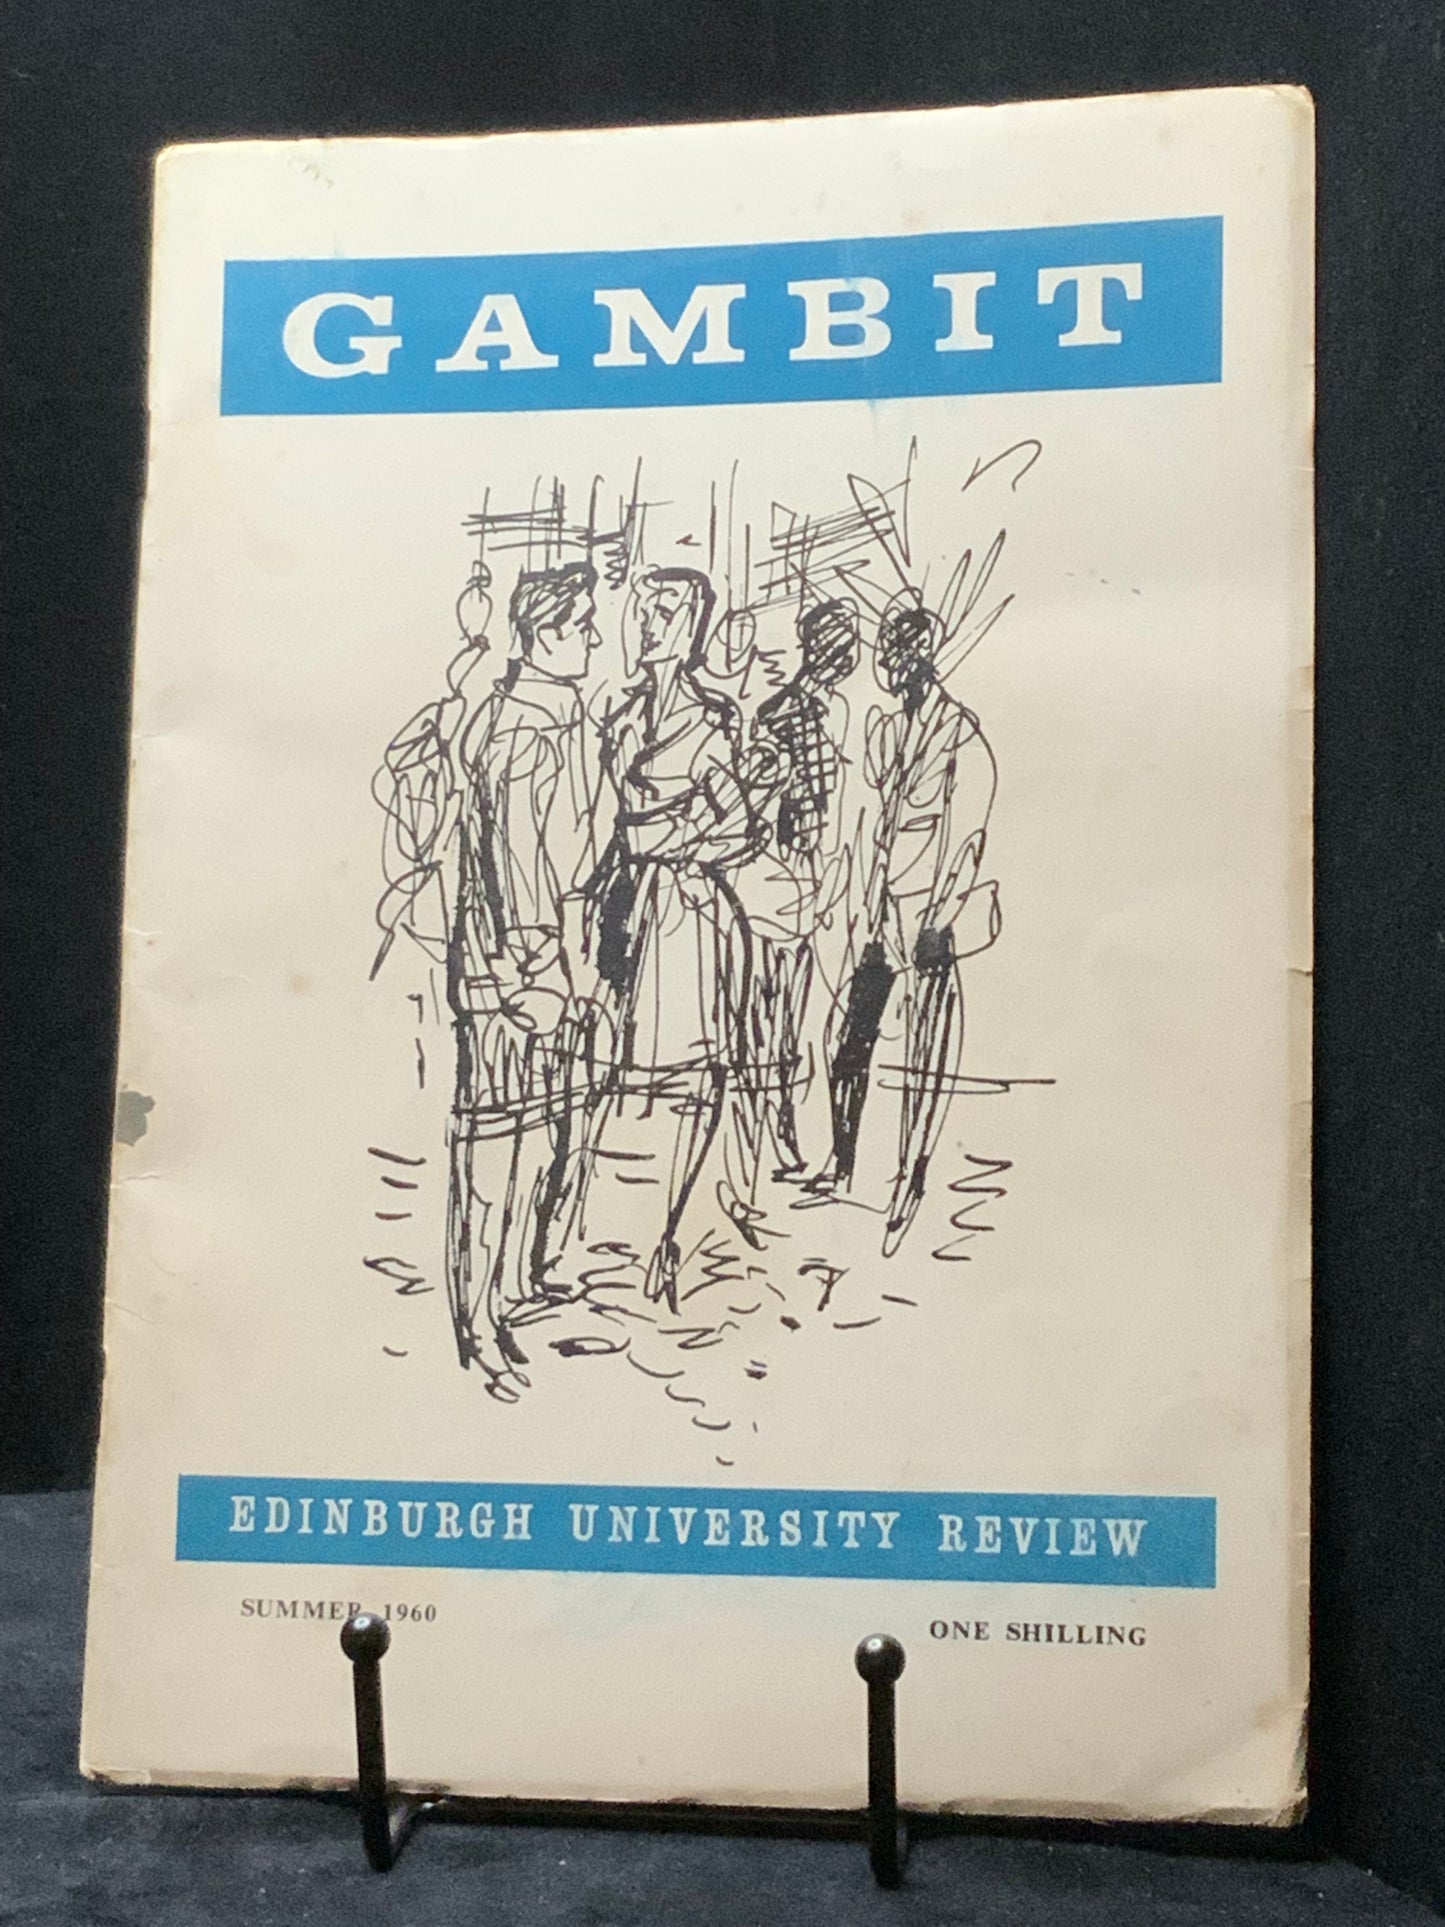 GAMBIT
EDINBURGH UNIVERSITY REVIEW
SUMMER 1960
ONE SHILLING